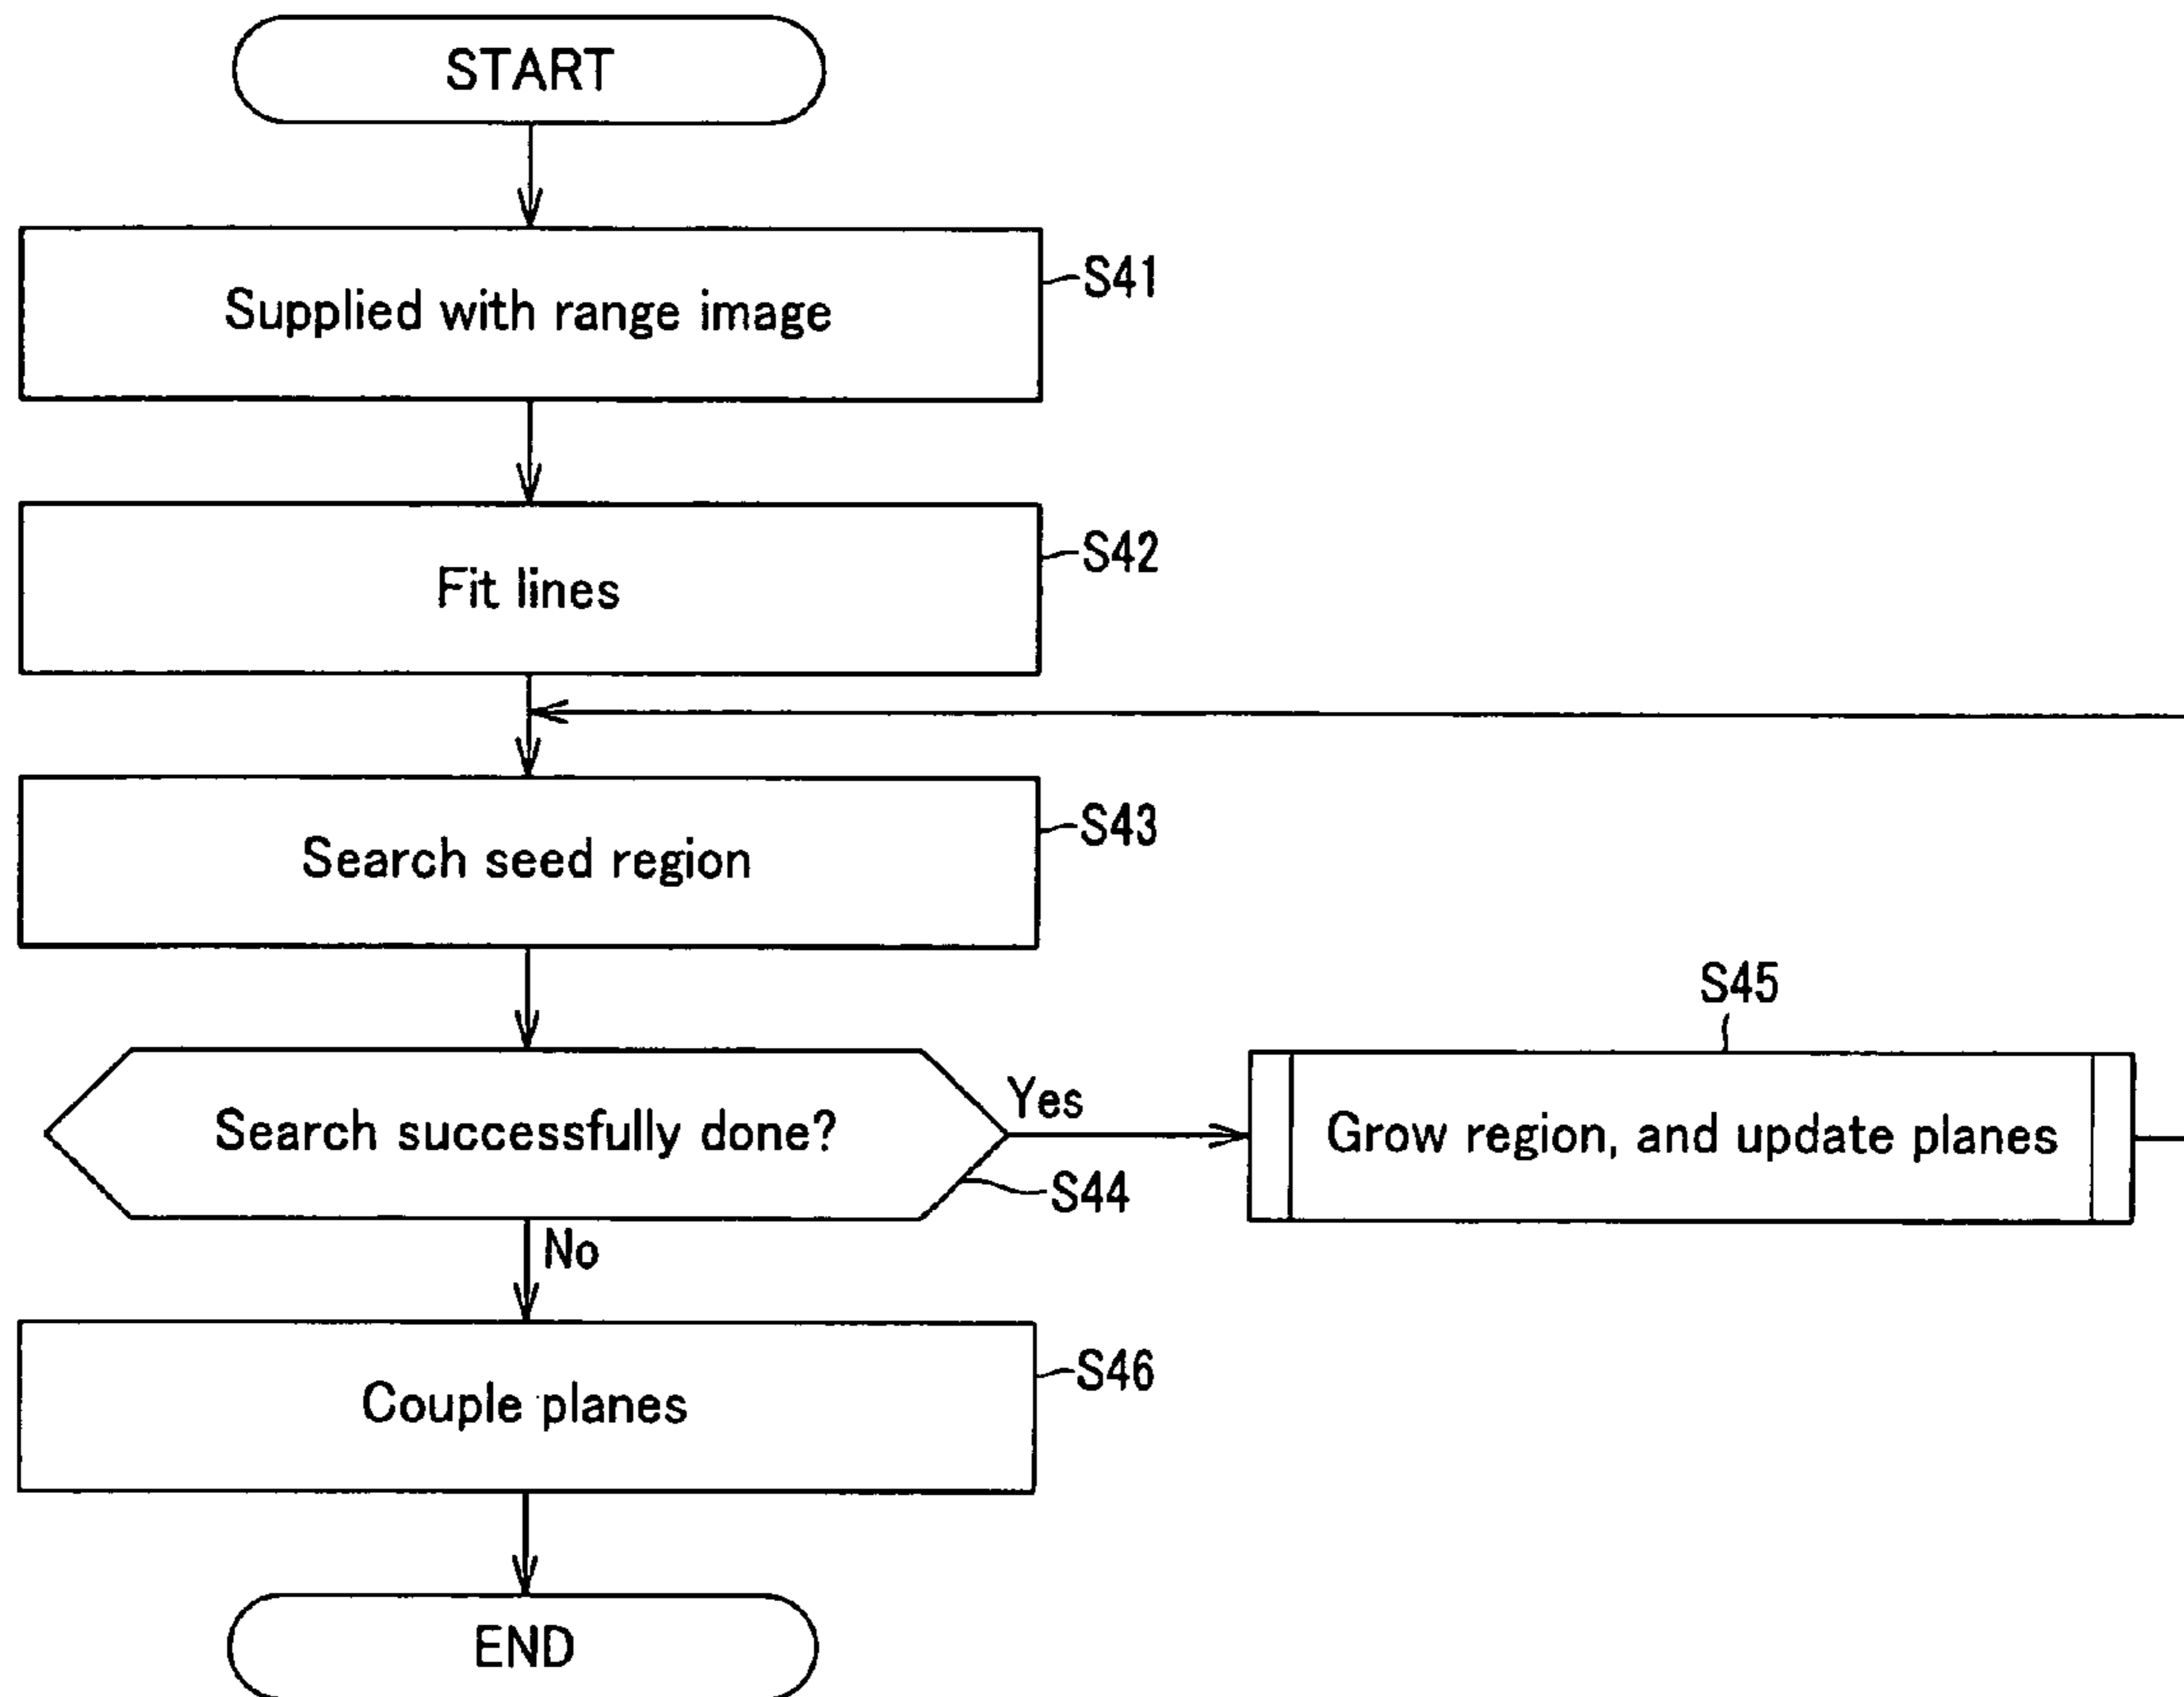 START
Supplied with range image
S41
Fit lines
S42
Search seed region
S43
Search successfully done?
Yes
S44
S45
Grow region, and update planes
No
Couple planes
S46
END